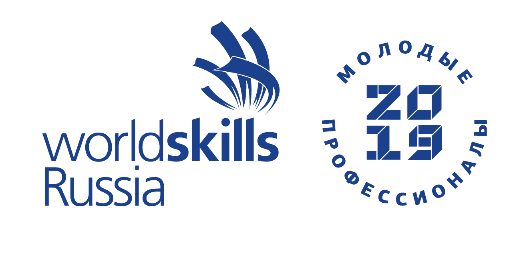 worldskills
Russia
МОЛОДЫЕ
2019
ПРОФЕССИОНАЛЫ